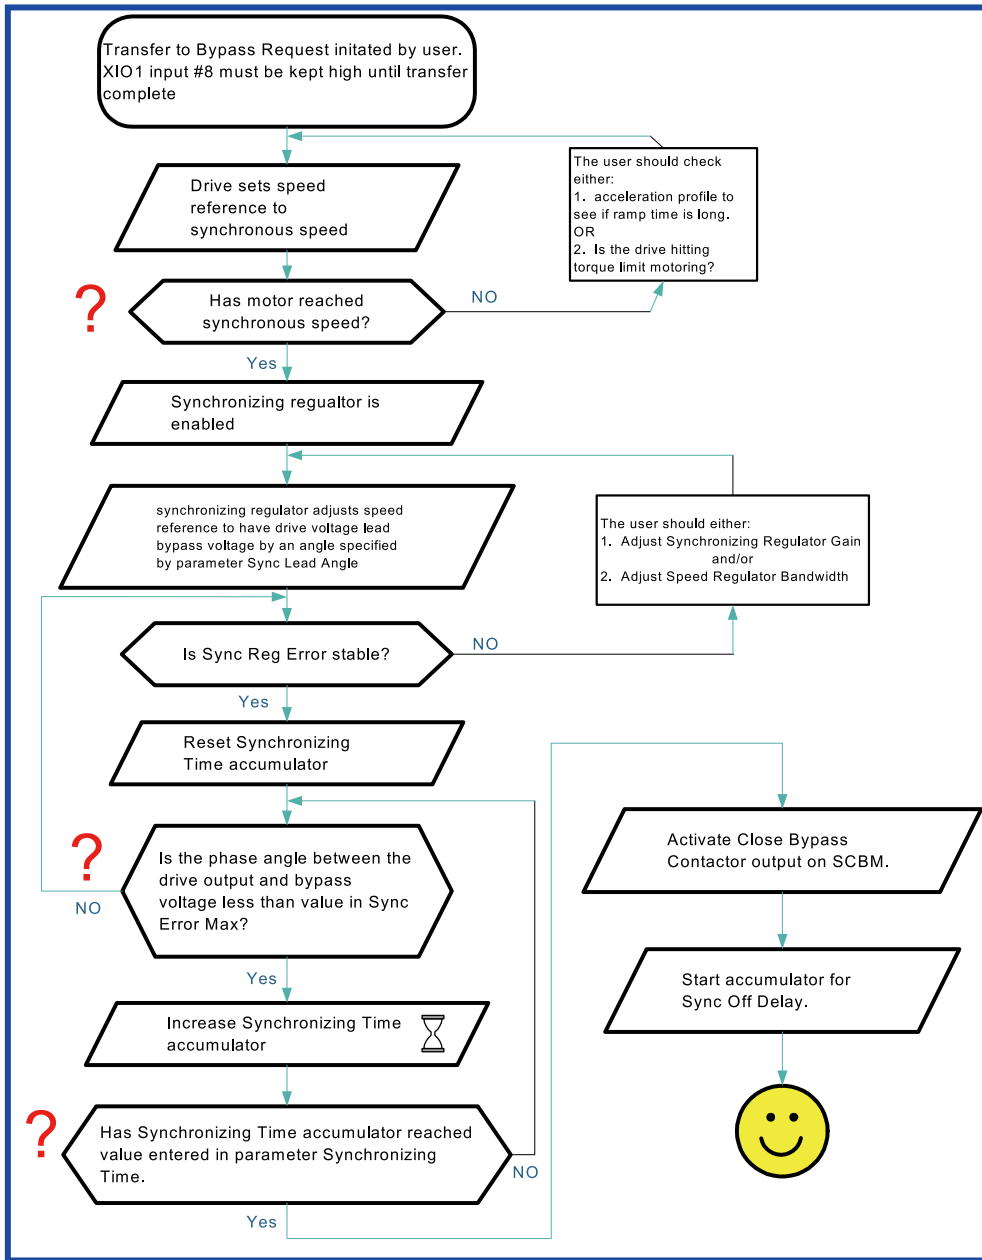 Transfer to Bypass Request initated by user.
XIO1 input #8 must be kept high until transfer
complete
The user should check
either:
1. acceleration profile to
see if ramp time is long.
OR
2. Is the drive hitting
torque limit motoring?
Drive sets speed
reference to
synchronous speed
?
Has motor reached
synchronous speed?
NO
Yes
Synchronizing regualtor is
enabled
synchronizing regulator adjusts speed
reference to have drive voltage lead
bypass voltage by an angle specified
by parameter Sync Lead Angle
The user should either:
1. Adjust Synchronizing Regulator Gain
and/or
2. Adjust Speed Regulator Bandwidth
Is Sync Reg Error stable?
NO
Yes
Reset Synchronizing
Time accumulator
?
Is the phase angle between the
drive output and bypass
voltage less than value in Sync
Error Max?
NO
Yes
Increase Synchronizing Time
accumulator
?
Has Synchronizing Time accumulator reached
value entered in parameter Synchronizing
Time.
NO
Yes
Activate Close Bypass
Contactor output on SCBM.
Start accumulator for
Sync Off Delay.